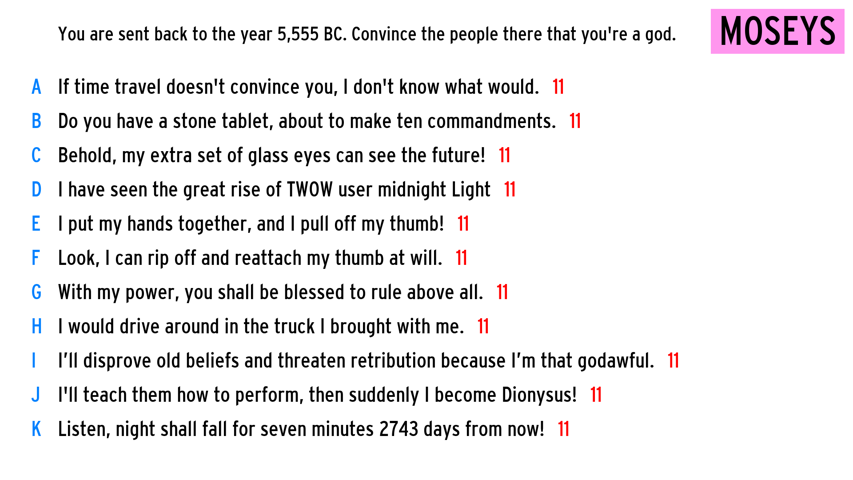 You are sent back to the year 5,555 BC. Convince the people there that you're a god.
MOSEYS
A If time travel doesn't convince you, I don't know what would. 11
B Do you have a stone tablet, about to make ten commandments. 11
C Behold, my extra set of glass eyes can see the future! 11
D I have seen the great rise of TWOW user midnight Light 11
E I put my hands together, and I pull off my thumb! 11
F Look, I can rip off and reattach my thumb at will. 11
G With my power, you shall be blessed to rule above all. 11
H I would drive around in the truck I brought with me. 11
I I’ll disprove old beliefs and threaten retribution because I’m that godawful. 11
J I'll teach them how to perform, then suddenly I become Dionysus! 11
K Listen, night shall fall for seven minutes 2743 days from now! 11